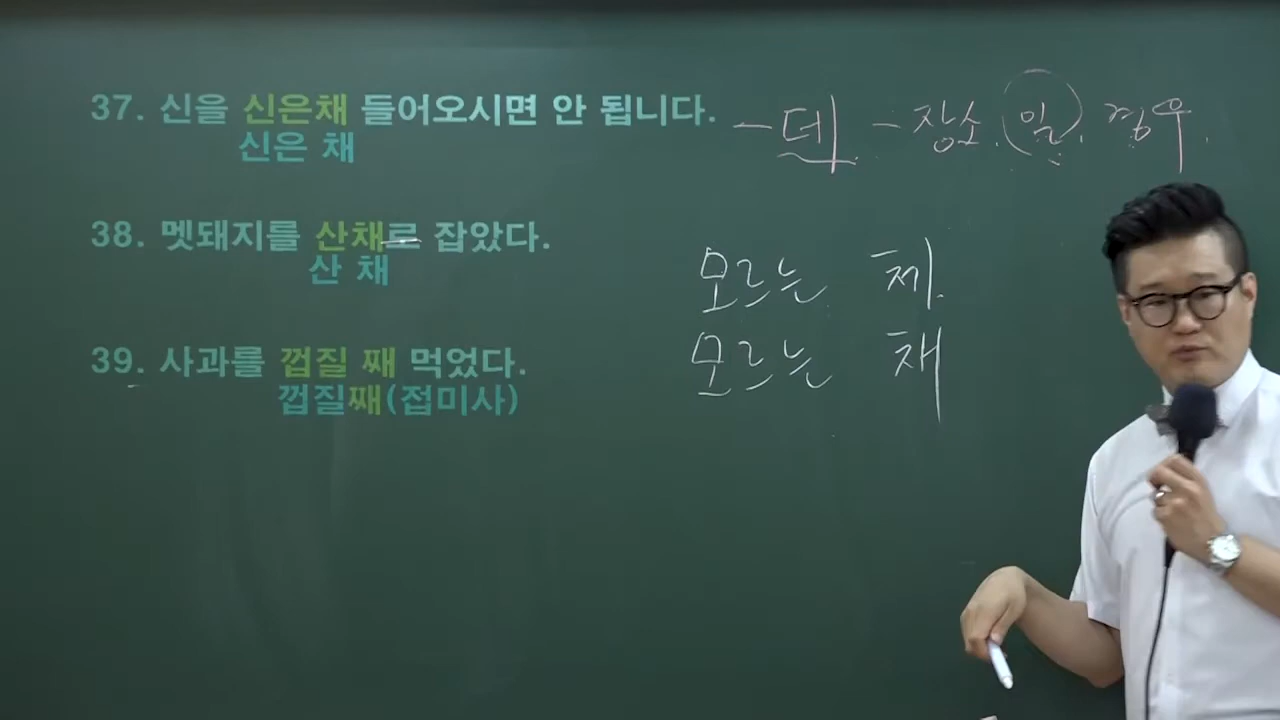 37. 신을 신은채 들어오시면 안 됩니다.
신은 채
38. 멧돼지를 산채로 잡았다.
산 채
39. 사과를 껍질 째 먹었다.
껍질째(접미사)
-데 -장소. 일. 경우.
모르는 체.
모르는 채